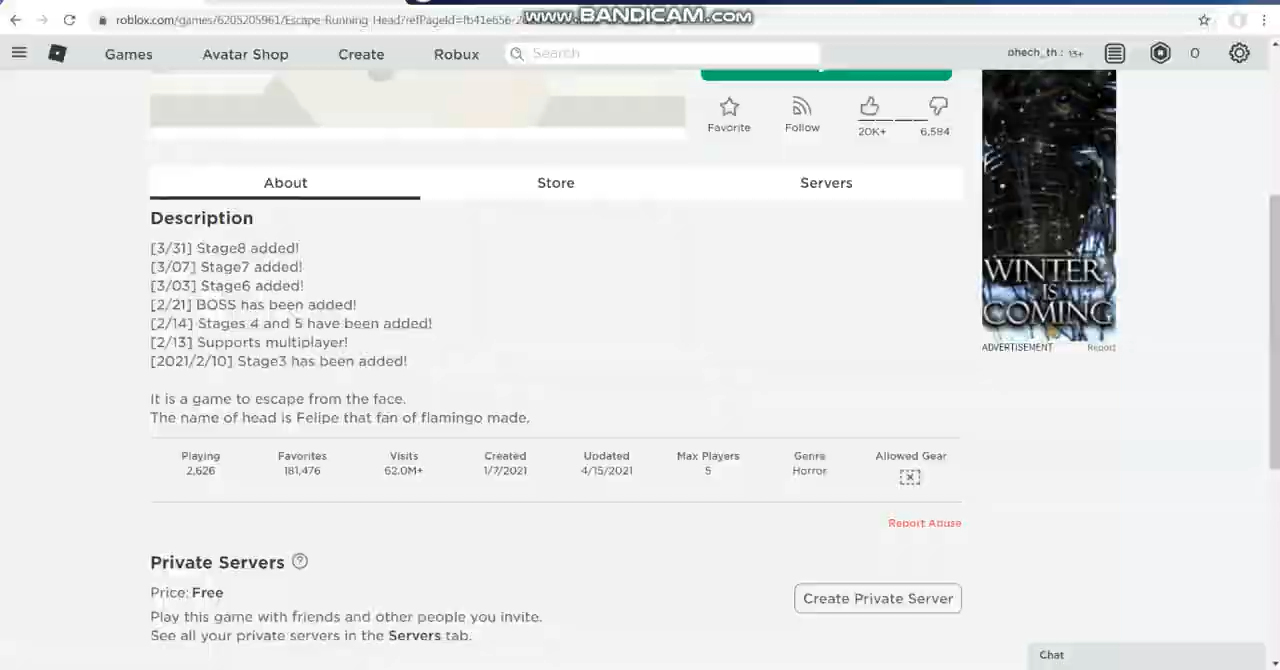 roblox.com/games/6205205961/Escape-Running-Head?refPageId=fb41e656-2
WWW.BANDICAM.COM
Games
Avatar Shop
Create
Robux
Search
ohech_th : 13+
0
Favorite
Follow
20K+
6,584
About
Store
Servers
Description
[3/31] Stage8 added!
[3/07] Stage7 added!
[3/03] Stage6 added!
[2/21] BOSS has been added!
[2/14] Stages 4 and 5 have been added!
[2/13] Supports multiplayer!
[2021/2/10] Stage3 has been added!
It is a game to escape from the face.
The name of head is Felipe that fan of flamingo made.
Playing
Favorites
Visits
Created
Updated
Max Players
Genre
Allowed Gear
2,626
181,476
62.0M+
1/7/2021
4/15/2021
5
Horror
Report Abuse
Private Servers
Price: Free
Play this game with friends and other people you invite.
See all your private servers in the Servers tab.
Create Private Server
WINTER
IS
COMING
ADVERTISEMENT
Report
Chat